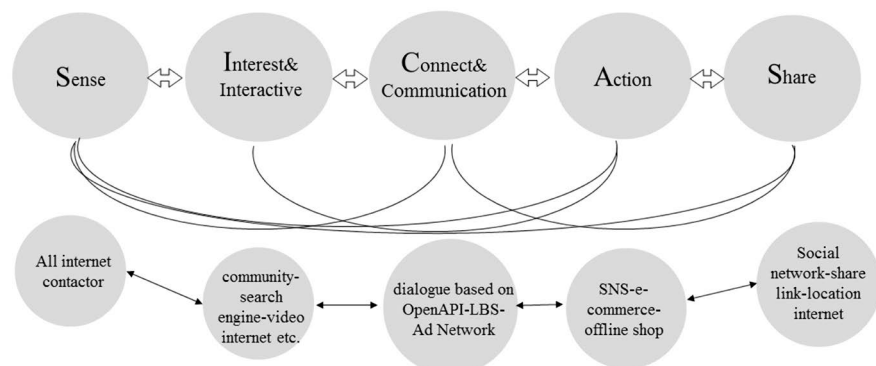 Sense
Interest&
Interactive
Connect&
Communication
Action
Share
All internet
contactor
community-
search
engine-video
internet etc.
dialogue based on
OpenAPI-LBS-
Ad Network
SNS-e-
commerce-
offline shop
Social
network-share
link-location
internet